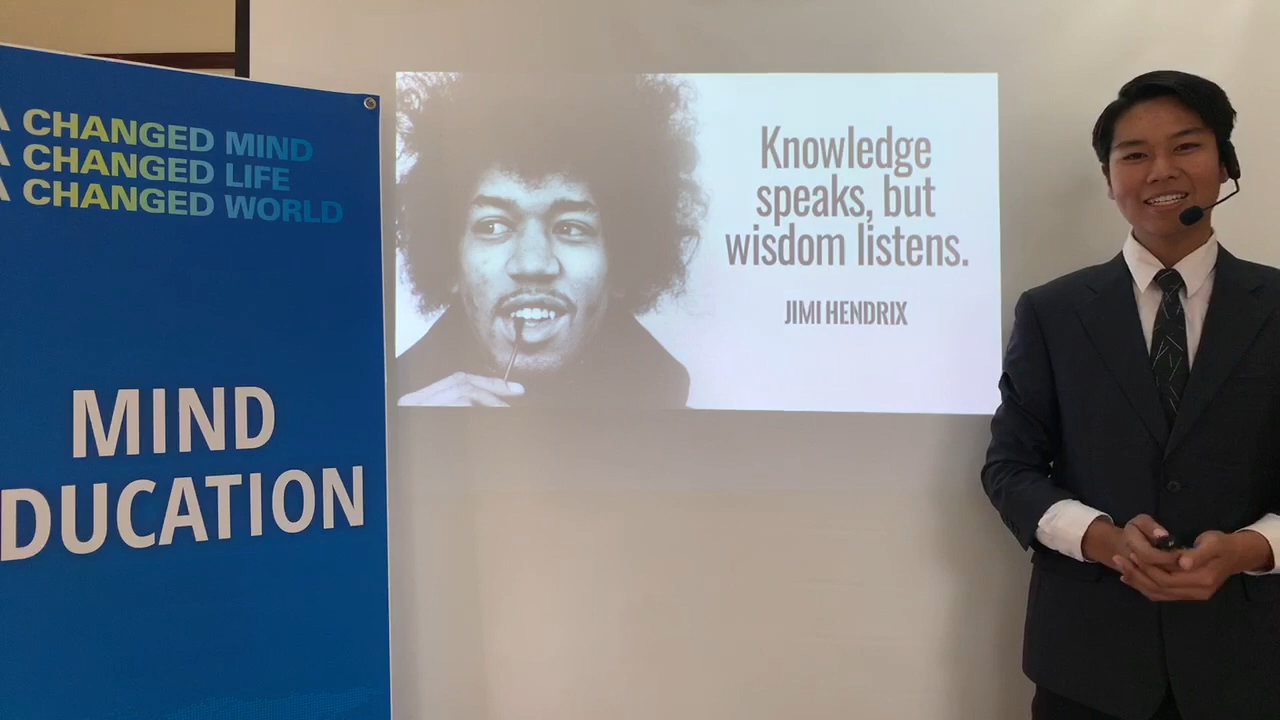 A CHANGED MIND
A CHANGED LIFE
A CHANGED WORLD
MIND
DUCATION
Knowledge
speaks, but
wisdom listens.
JIMI HENDRIX